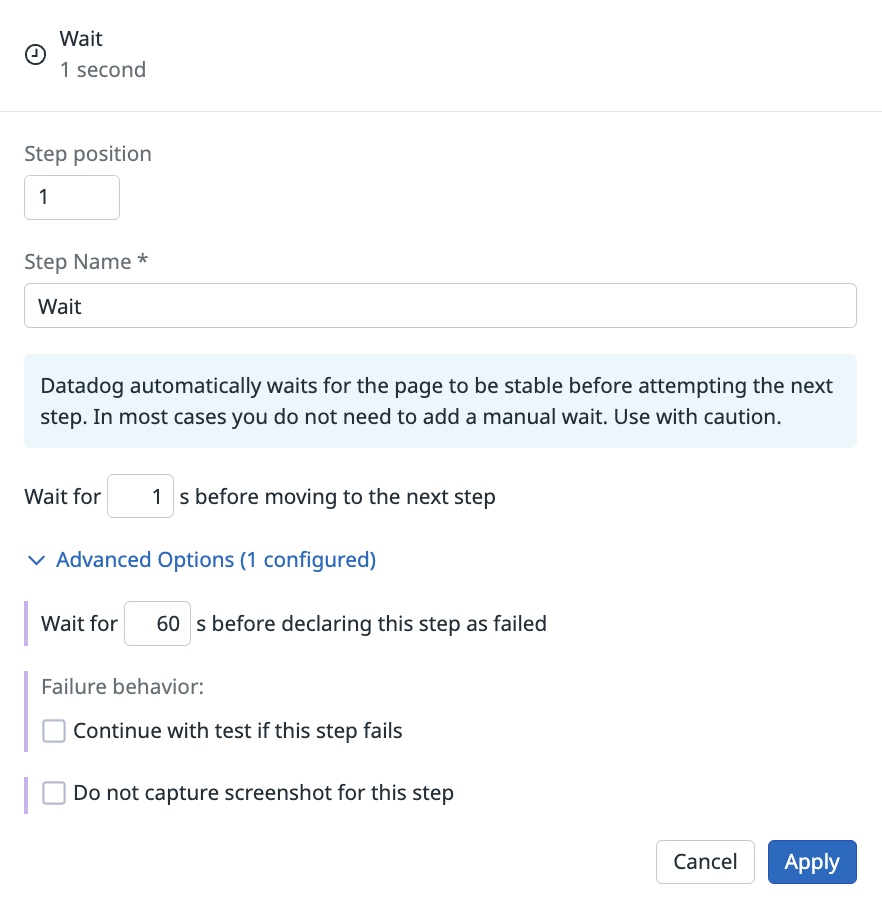 Wait
1 second
Step position
1
Step Name *
Wait
Datadog automatically waits for the page to be stable before attempting the next
step. In most cases you do not need to add a manual wait. Use with caution.
Wait for 1 s before moving to the next step
Advanced Options (1 configured)
Wait for 60 s before declaring this step as failed
Failure behavior:
Continue with test if this step fails
Do not capture screenshot for this step
Cancel Apply